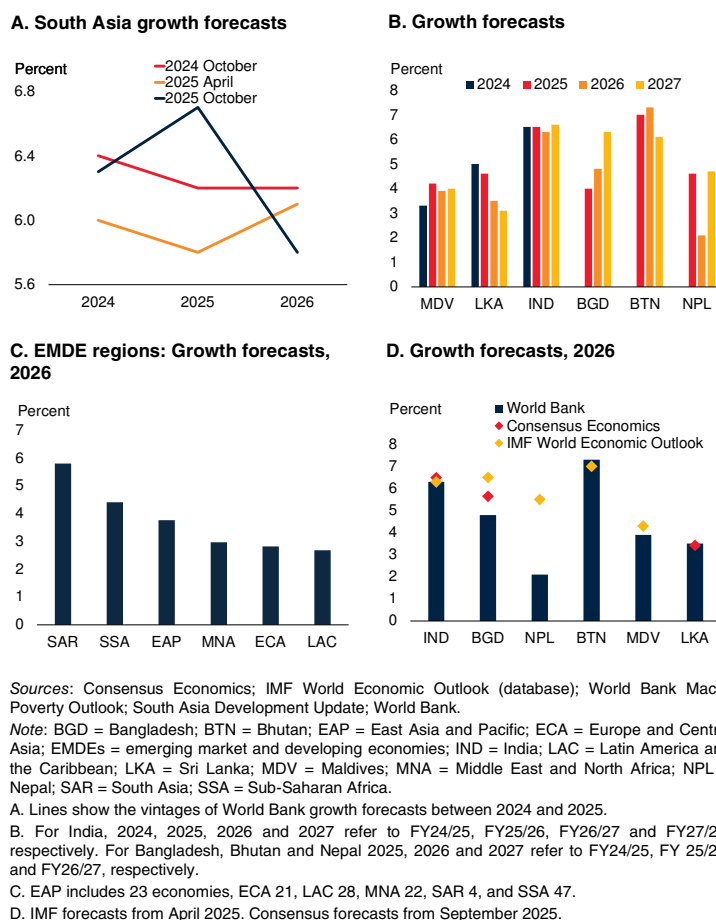 A. South Asia growth forecasts
Percent
2024 October
2025 April
2025 October
6.8
6.4
6.0
5.6
2024 2025 2026
B. Growth forecasts
Percent
2024 2025 2026 2027
8
7
6
5
4
3
2
1
0
MDV LKA IND BGD BTN NPL
C. EMDE regions: Growth forecasts,
2026
Percent
7
6
5
4
3
2
1
0
SAR SSA EAP MNA ECA LAC
D. Growth forecasts, 2026
Percent
World Bank
Consensus Economics
IMF World Economic Outlook
8
7
6
5
4
3
2
1
0
IND BGD NPL BTN MDV LKA
Sources: Consensus Economics; IMF World Economic Outlook (database); World Bank Mac
Poverty Outlook; South Asia Development Update; World Bank.
Note: BGD = Bangladesh; BTN = Bhutan; EAP = East Asia and Pacific; ECA = Europe and Centr
Asia; EMDEs = emerging market and developing economies; IND = India; LAC = Latin America an
the Caribbean; LKA = Sri Lanka; MDV = Maldives; MNA = Middle East and North Africa; NPL
Nepal; SAR = South Asia; SSA = Sub-Saharan Africa.
A. Lines show the vintages of World Bank growth forecasts between 2024 and 2025.
B. For India, 2024, 2025, 2026 and 2027 refer to FY24/25, FY25/26, FY26/27 and FY27/2
respectively. For Bangladesh, Bhutan and Nepal 2025, 2026 and 2027 refer to FY24/25, FY 25/2
and FY26/27, respectively.
C. EAP includes 23 economies, ECA 21, LAC 28, MNA 22, SAR 4, and SSA 47.
D. IMF forecasts from April 2025. Consensus forecasts from September 2025.